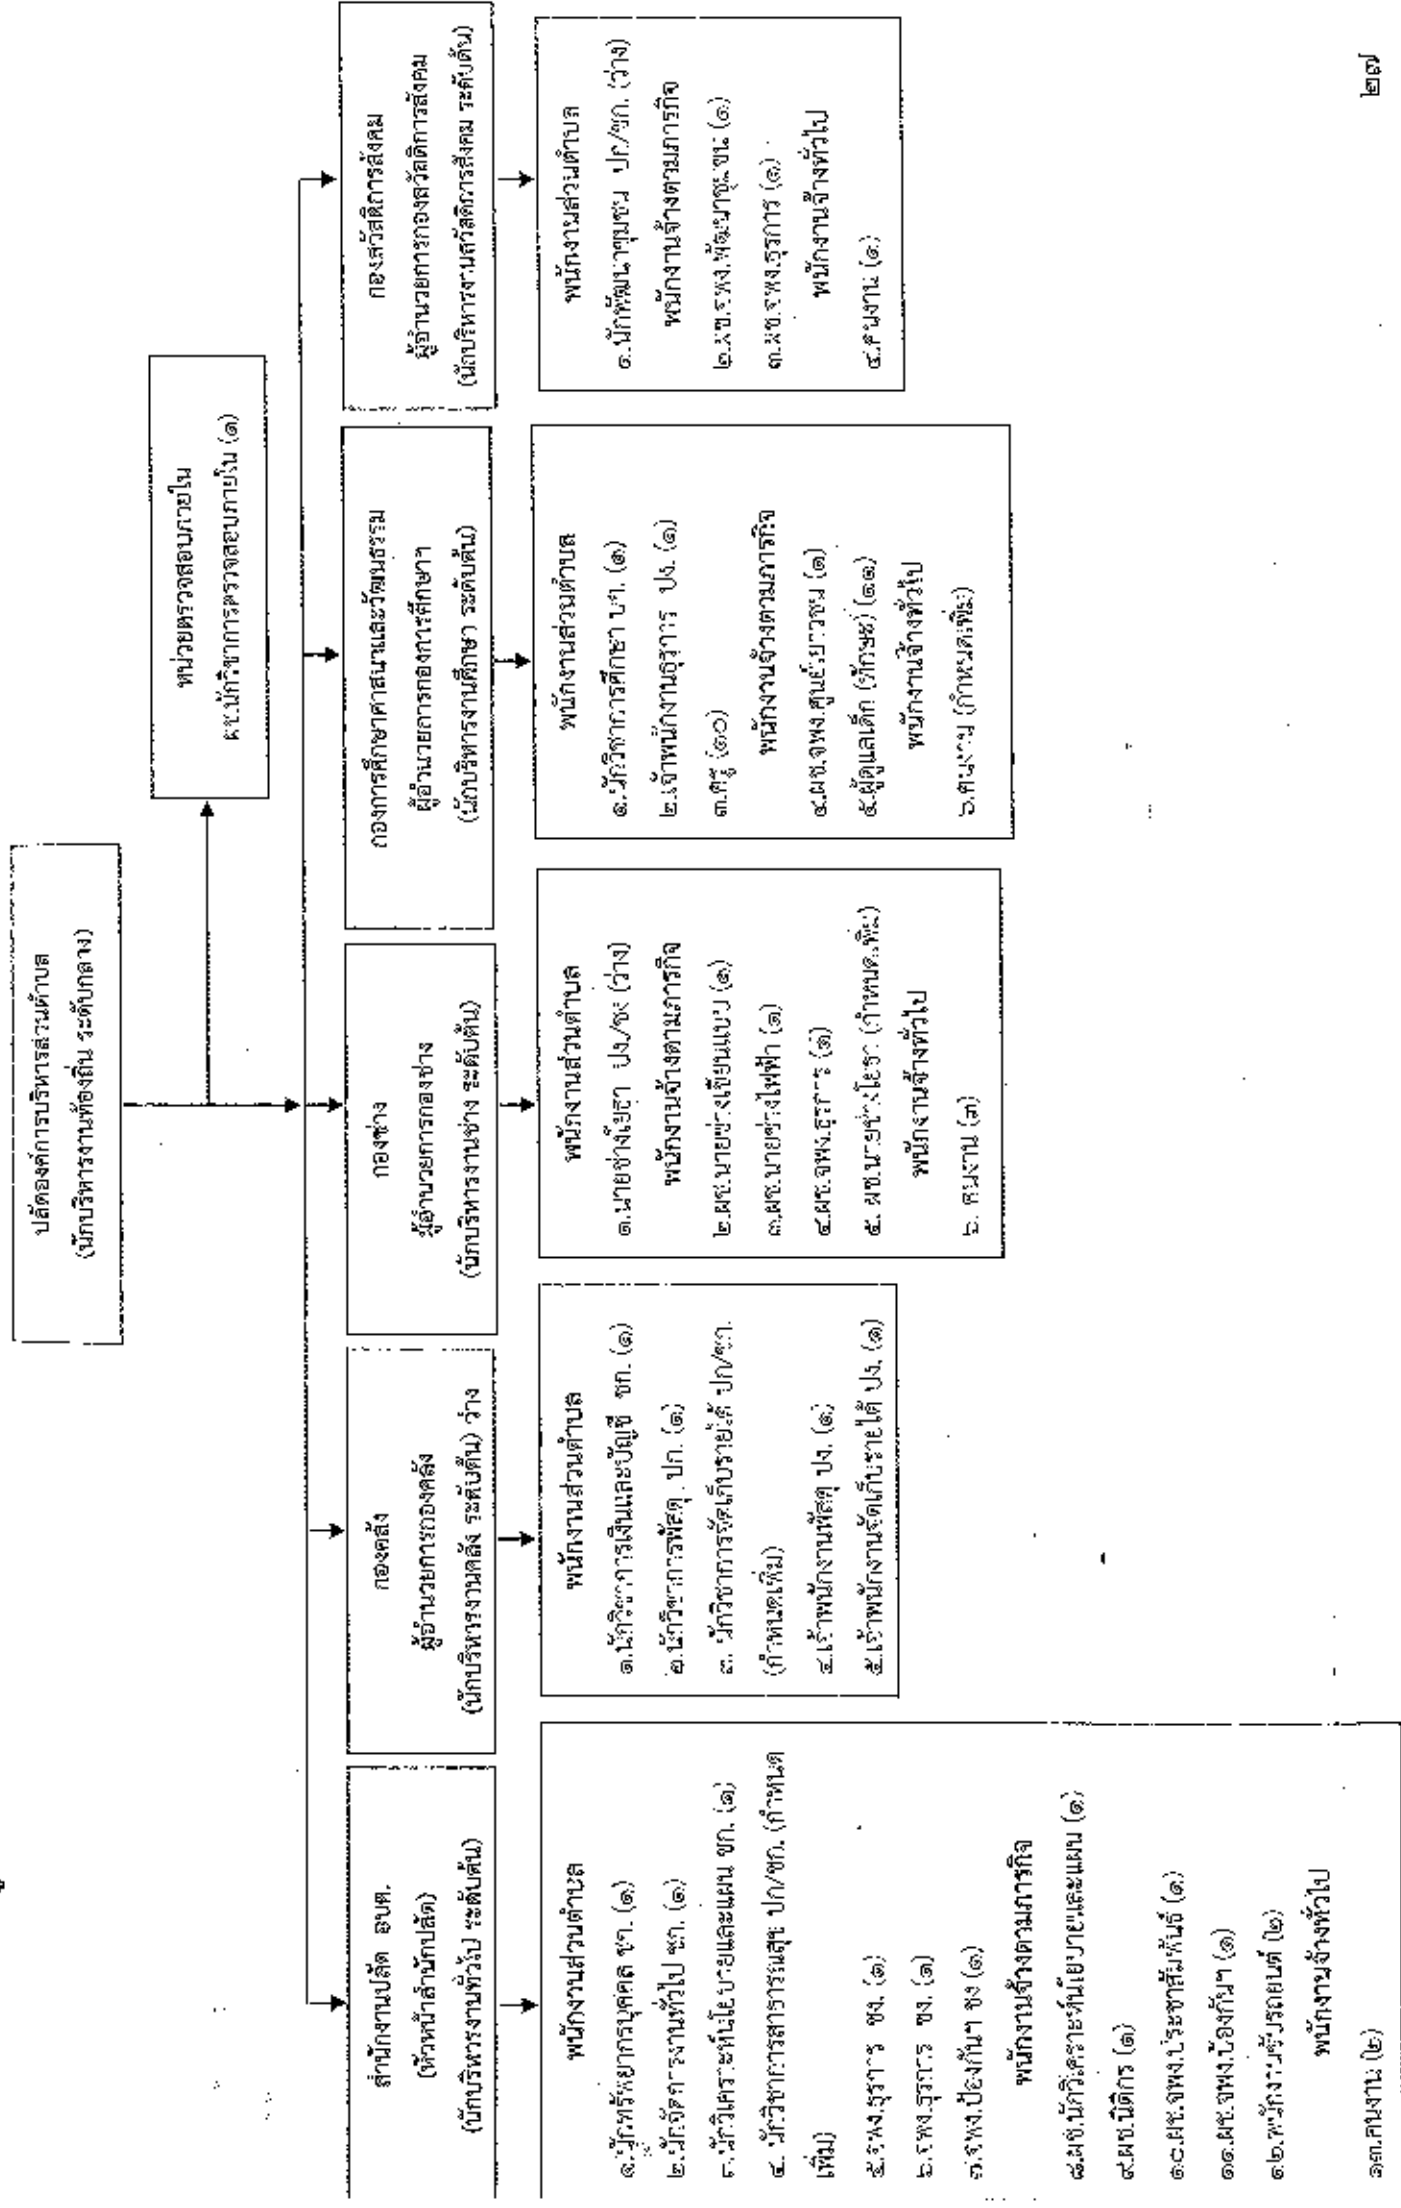 ปลัดองค์การบริหารส่วนตำบล
(นักบริหารงานท้องถิ่น ระดับกลาง)
หน่วยตรวจสอบภายใน
ผช.นักวิชาการตรวจสอบภายใน (๑)
สำนักงานปลัด อบต.
(หัวหน้าสำนักปลัด)
(นักบริหารงานทั่วไป ระดับต้น)
พนักงานส่วนตำบล
๑.นักทรัพยากรบุคคล ชก. (๑)
๒.นักจัดการงานทั่วไป ชก. (๑)
๓.นักวิเคราะห์นโยบายและแผน ชก. (๑)
๔. นักวิชาการสาธารณสุข ปก/ชก. (กำหนด
เพิ่ม)
๕.จพง.ธุรการ ชง. (๑)
๖.จพง.ธุรการ ชง. (๑)
๗.จพง.ป้องกันฯ ชง (๑)
พนักงานจ้างตามภารกิจ
๘.ผช.นักวิเคราะห์นโยบายและแผน (๑)
๙.ผช.นิติกร (๑)
๑๐.ผช.จพง.ประชาสัมพันธ์ (๑)
๑๑.ผช.จพง.ป้องกันฯ (๑)
๑๒.พนักงานขับรถยนต์ (๒)
พนักงานจ้างทั่วไป
๑๓.คนงาน (๒)
กองคลัง
ผู้อำนวยการกองคลัง
(นักบริหารงานคลัง ระดับต้น) ว่าง
พนักงานส่วนตำบล
๑.นักวิชาการเงินและบัญชี ชก. (๑)
๒.นักวิชาการพัสดุ ปก. (๑)
๓. นักวิชาการจัดเก็บรายได้ ปก/ชก.
(กำหนดเพิ่ม)
๔.เจ้าพนักงานพัสดุ ปง. (๑)
๕.เจ้าพนักงานจัดเก็บรายได้ ปง. (๑)
กองช่าง
ผู้อำนวยการกองช่าง
(นักบริหารงานช่าง ระดับต้น)
พนักงานส่วนตำบล
๑.นายช่างโยธา ปง./ชง (ว่าง)
พนักงานจ้างตามภารกิจ
๒.ผช.นายช่างเขียนแบบ (๑)
๓.ผช.นายช่างไฟฟ้า (๑)
๔.ผช.จพง.ธุรการ (๑)
๕. ผช.นายช่างโยธา (กำหนดเพิ่ม)
พนักงานจ้างทั่วไป
๖. คนงาน (๓)
กองการศึกษาศาสนาและวัฒนธรรม
ผู้อำนวยการกองการศึกษาฯ
(นักบริหารงานศึกษา ระดับต้น)
พนักงานส่วนตำบล
๑.นักวิชาการศึกษา ปก. (๑)
๒.เจ้าพนักงานธุรการ ปง. (๑)
๓.ครู (๑๐)
พนักงานจ้างตามภารกิจ
๔.ผช.จพง.ศูนย์เยาวชน (๑)
๕.ผู้ดูแลเด็ก (ทักษะ) (๑๑)
พนักงานจ้างทั่วไป
๖.คนงาน (กำหนดเพิ่ม)
กองสวัสดิการสังคม
ผู้อำนวยการกองสวัสดิการสังคม
(นักบริหารงานสวัสดิการสังคม ระดับต้น)
พนักงานส่วนตำบล
๑.นักพัฒนาชุมชน ปก/ชก. (ว่าง)
พนักงานจ้างตามภารกิจ
๒.ผช.จพง.พัฒนาชุมชน (๑)
๓.ผช.จพง.ธุรการ (๑)
พนักงานจ้างทั่วไป
๔.คนงาน (๑)
๒๗